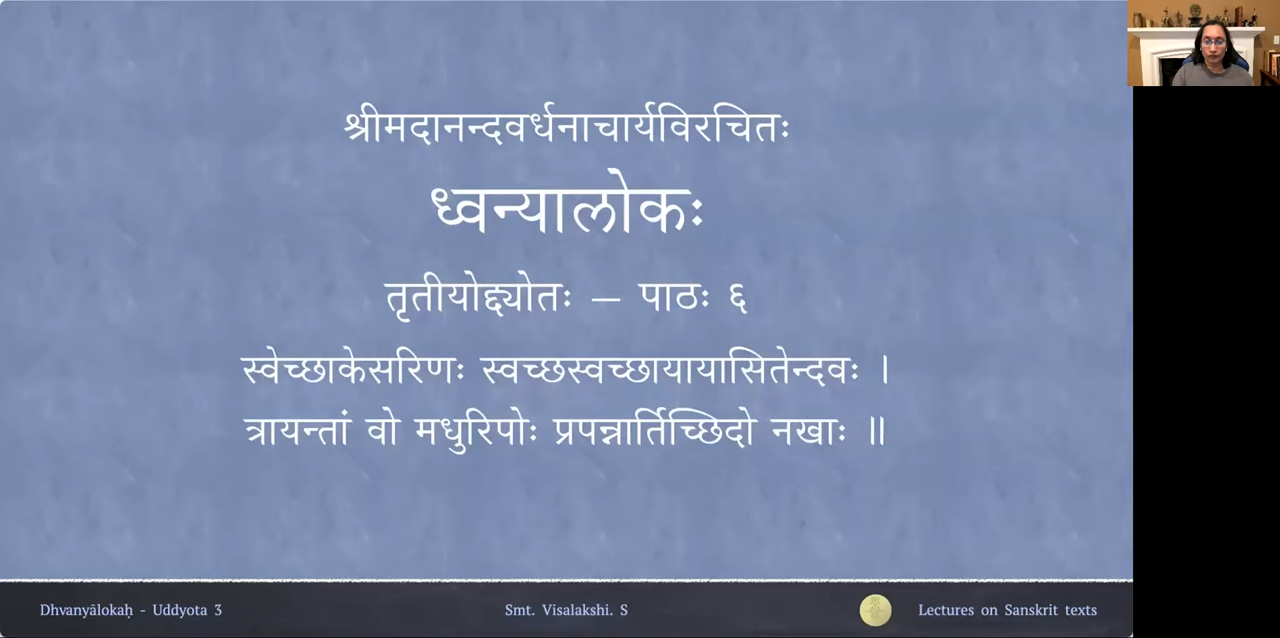 श्रीमदानन्दवर्धनाचार्यविरचितः
ध्वन्यालोकः
तृतीयोद्द्योतः — पाठः ६
स्वेच्छाकेसरिणः स्वच्छस्वच्छायायासितेन्दवः ।
त्रायन्तां वो मधुरिपोः प्रपन्नार्तिच्छिदो नखाः ॥
Dhvanyālokaḥ - Uddyota 3
Smt. Visalakshi. S
Lectures on Sanskrit texts